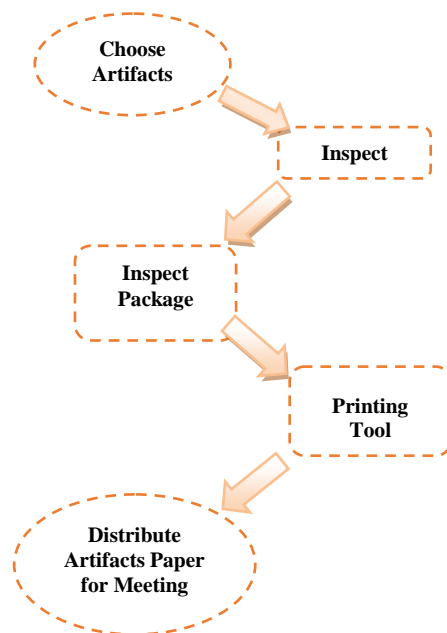 Choose
Artifacts
Inspect
Inspect
Package
Printing
Tool
Distribute
Artifacts Paper
for Meeting